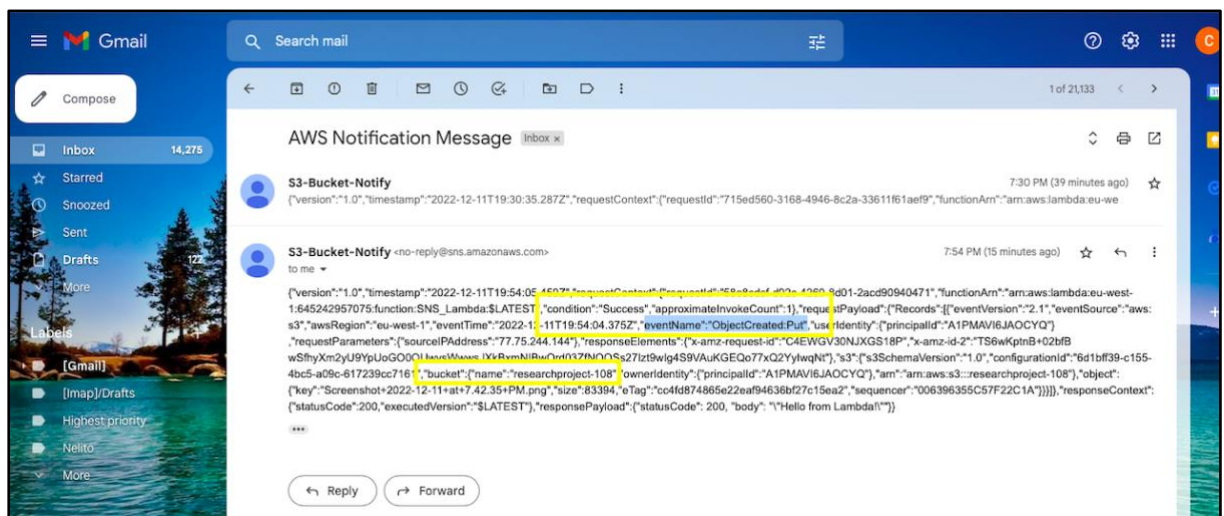 Gmail
Search mail
C
Compose
1 of 21,133
AWS Notification Message Inbox ×
Inbox 14,275
Starred
Snoozed
Sent
Drafts 122
More
Labels
[Gmail]
[Imap]/Drafts
Highest priority
Nelito
More
S3-Bucket-Notify 7:30 PM (39 minutes ago)
{"version":"1.0","timestamp":"2022-12-11T19:30:35.287Z","requestContext":{"requestId":"715ed560-3168-4946-8c2a-33611f61aef9","functionArn":"arn:aws:lambda:eu-we
S3-Bucket-Notify <no-reply@sns.amazonaws.com> 7:54 PM (15 minutes ago)
to me
{"version":"1.0","timestamp":"2022-12-11T19:54:05 "functionArn":"arn:aws:lambda:eu-west-
1:645242957075:function:SNS_Lambda:$LATEST","condition":"Success","approximateInvokeCount":1},"requestPayload":{"Records":[{"eventVersion":"2.1","eventSource":"aws:
s3","awsRegion":"eu-west-1","eventTime":"2022-12-11T19:54:04.375Z","eventName":"ObjectCreated:Put","userIdentity":{"principalId":"A1PMAVI6JAOCYQ"}
,"requestParameters":{"sourceIPAddress":"77.75.244.144"},"responseElements":{"x-amz-request-id":"C4EWGV30NJXGS18P","x-amz-id-2":"TS6wKptnB+02bfB
"s3":{"s3SchemaVersion":"1.0","configurationId":"6d1bff39-c155-
4bc5-a09c-617239cc7161","bucket":{"name":"researchproject-108","ownerIdentity":{"principalId":"A1PMAVI6JAOCYQ"},"arn":"arn:aws:s3:::researchproject-108"},"object":
{"key":"Screenshot+2022-12-11+at+7.42.35+PM.png","size":83394,"eTag":"cc4fd874865e22eaf94636bf27c15ea2","sequencer":"006396355C57F22C1A"}}]},"responseContext":
{"statusCode":200,"executedVersion":"$LATEST"},"responsePayload":{"statusCode": 200, "body": "\"Hello from Lambda!\""}}
Reply Forward